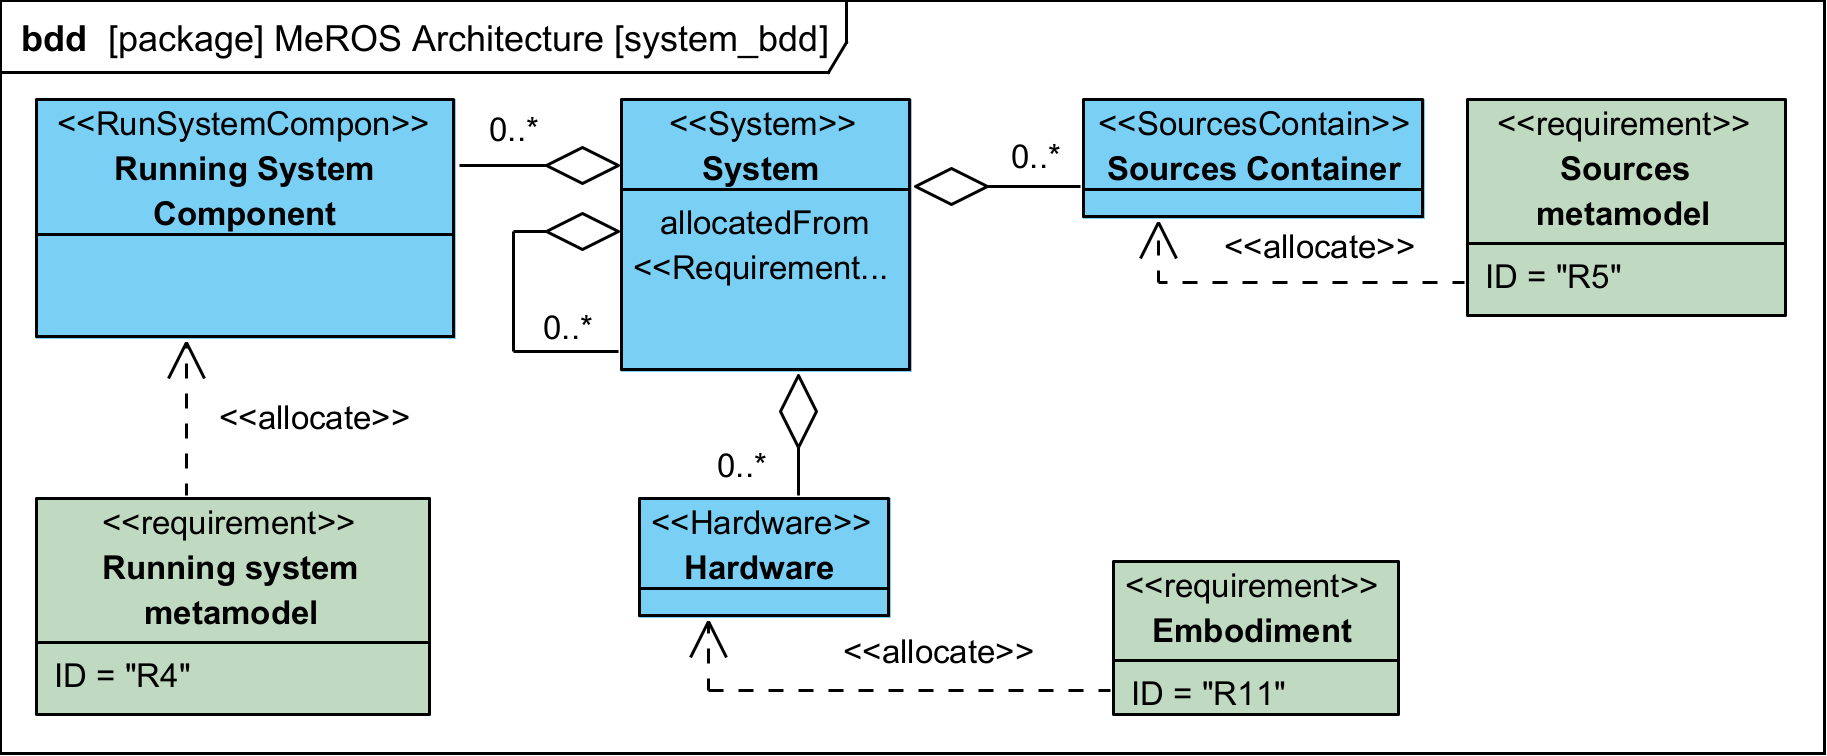 bdd [package] MeROS Architecture [system_bdd]
<<RunSystemCompon>>
Running System
Component
0..*
<<System>>
System
allocatedFrom
<<Requirement...
0..*
0..*
<<SourcesContain>>
Sources Container
<<requirement>>
Sources
metamodel
ID = "R5"
<<allocate>>
<<allocate>>
0..*
<<requirement>>
Running system
metamodel
ID = "R4"
<<Hardware>>
Hardware
<<allocate>>
<<requirement>>
Embodiment
ID = "R11"